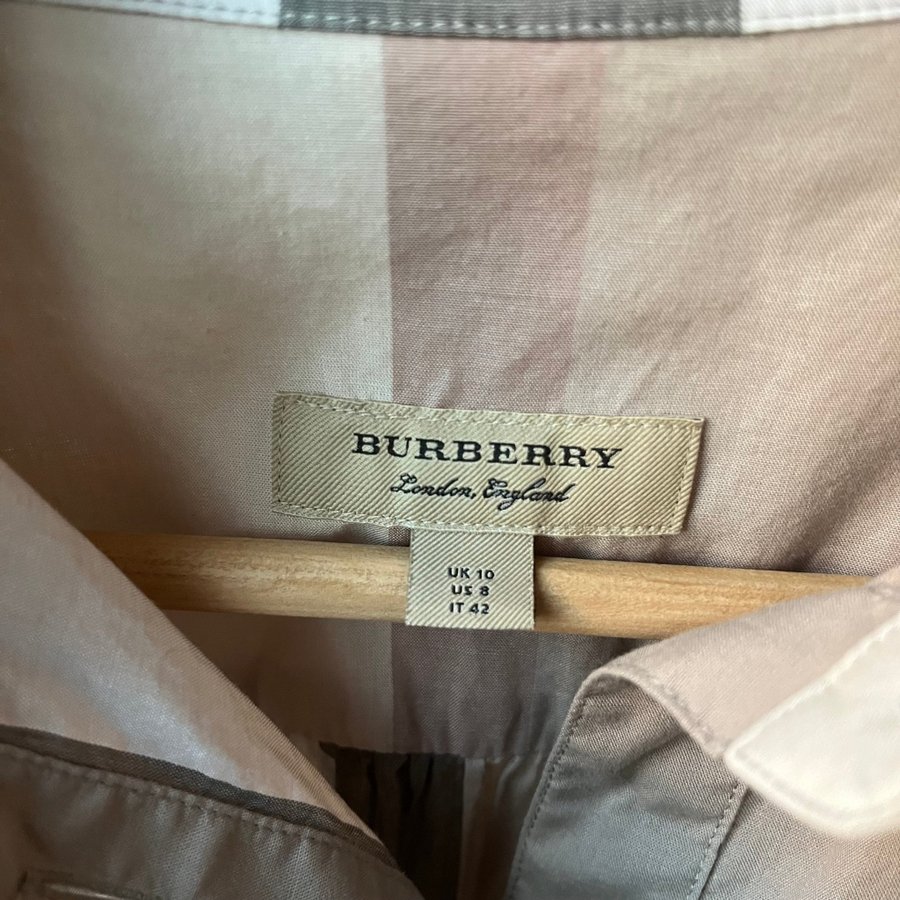 BURBERRY
London, England
UK 10
US 8
IT 42